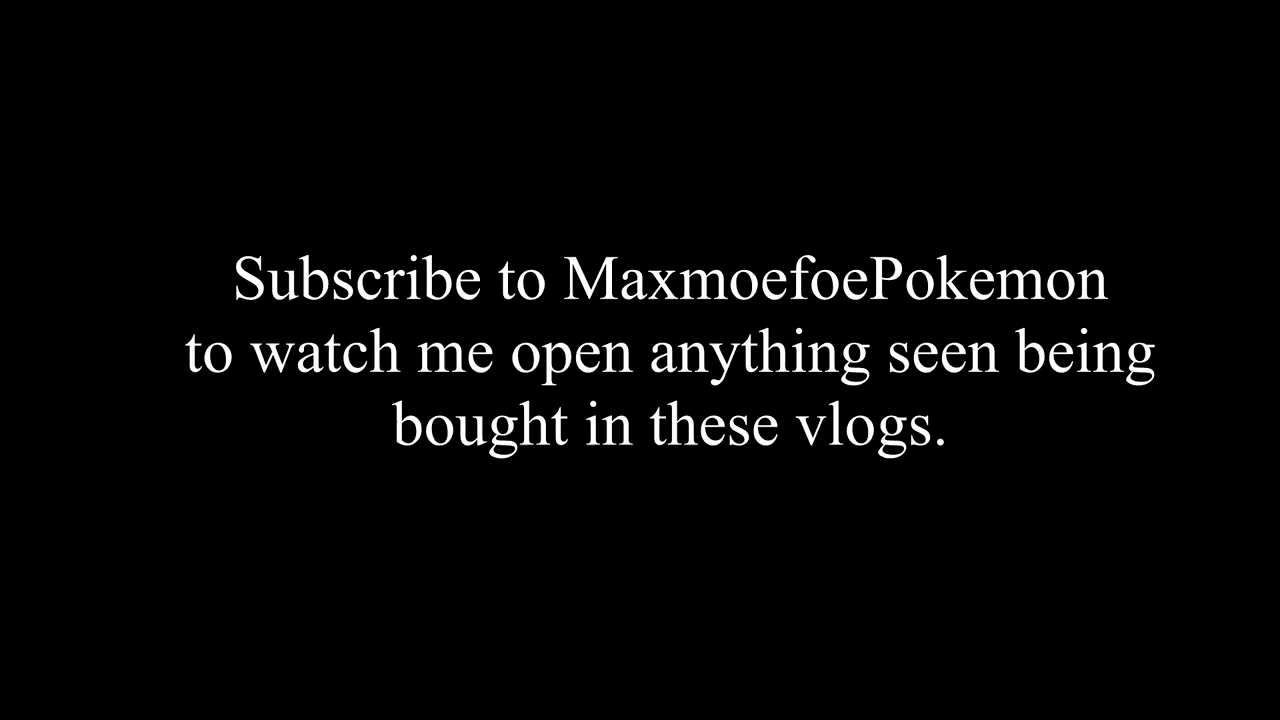 Subscribe to MaxmoefoePokemon
to watch me open anything seen being
bought in these vlogs.